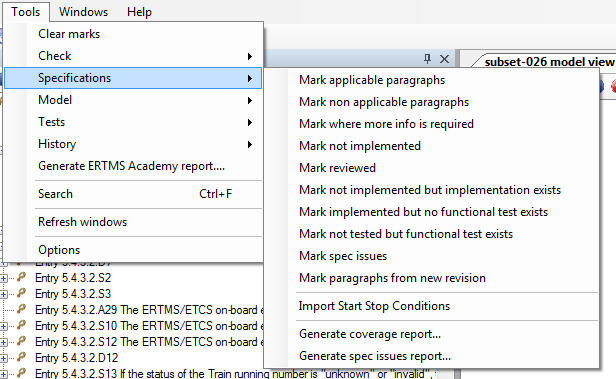 Tools Windows Help
Clear marks
Check
Specifications
Model
Tests
History
Generate ERTMS Academy report....
Search Ctrl+F
Refresh windows
Options
subset-026 model view
Mark applicable paragraphs
Mark non applicable paragraphs
Mark where more info is required
Mark not implemented
Mark reviewed
Mark not implemented but implementation exists
Mark implemented but no functional test exists
Mark not tested but functional test exists
Mark spec issues
Mark paragraphs from new revision
Import Start Stop Conditions
Generate coverage report...
Generate spec issues report...
Entry 5.4.3.2.D7
Entry 5.4.3.2.S2
Entry 5.4.3.2.S3
Entry 5.4.3.2.A29 The ERTMS/ETCS on-board e
Entry 5.4.3.2.S10 The ERTMS/ETCS on-board e
Entry 5.4.3.2.S12 The ERTMS/ETCS on-board e
Entry 5.4.3.2.D12
Entry 5.4.3.2.S13 If the status of the Train running number is "unknown" or "invalid",